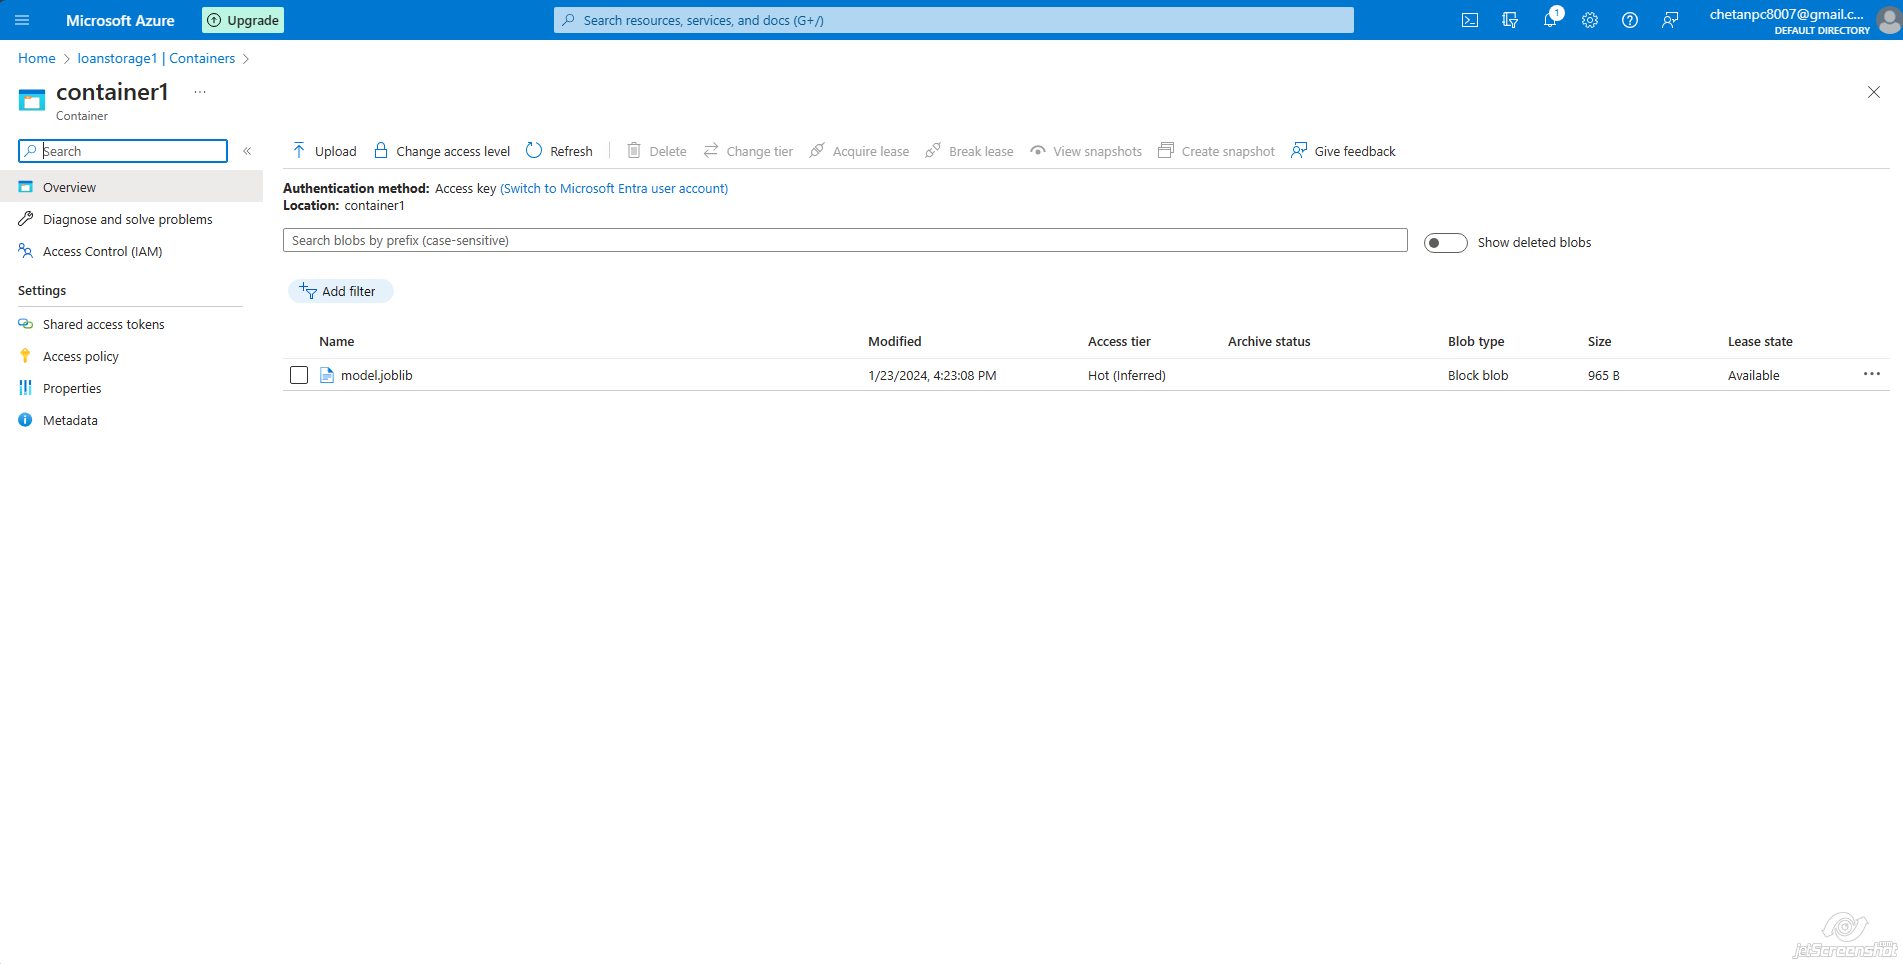 Microsoft Azure
Upgrade
Search resources, services, and docs (G+/)
1
chetanpc8007@gmail.c...
DEFAULT DIRECTORY
Home > loanstorage1 | Containers >
container1 ...
Container
Search
«
Upload
Change access level
Refresh
Delete
Change tier
Acquire lease
Break lease
View snapshots
Create snapshot
Give feedback
Overview
Diagnose and solve problems
Access Control (IAM)
Settings
Shared access tokens
Access policy
Properties
Metadata
Authentication method: Access key (Switch to Microsoft Entra user account)
Location: container1
Search blobs by prefix (case-sensitive)
Show deleted blobs
Add filter
Name Modified Access tier Archive status Blob type Size Lease state
model.joblib 1/23/2024, 4:23:08 PM Hot (Inferred) Block blob 965 B Available ...
jetScreenshot.com